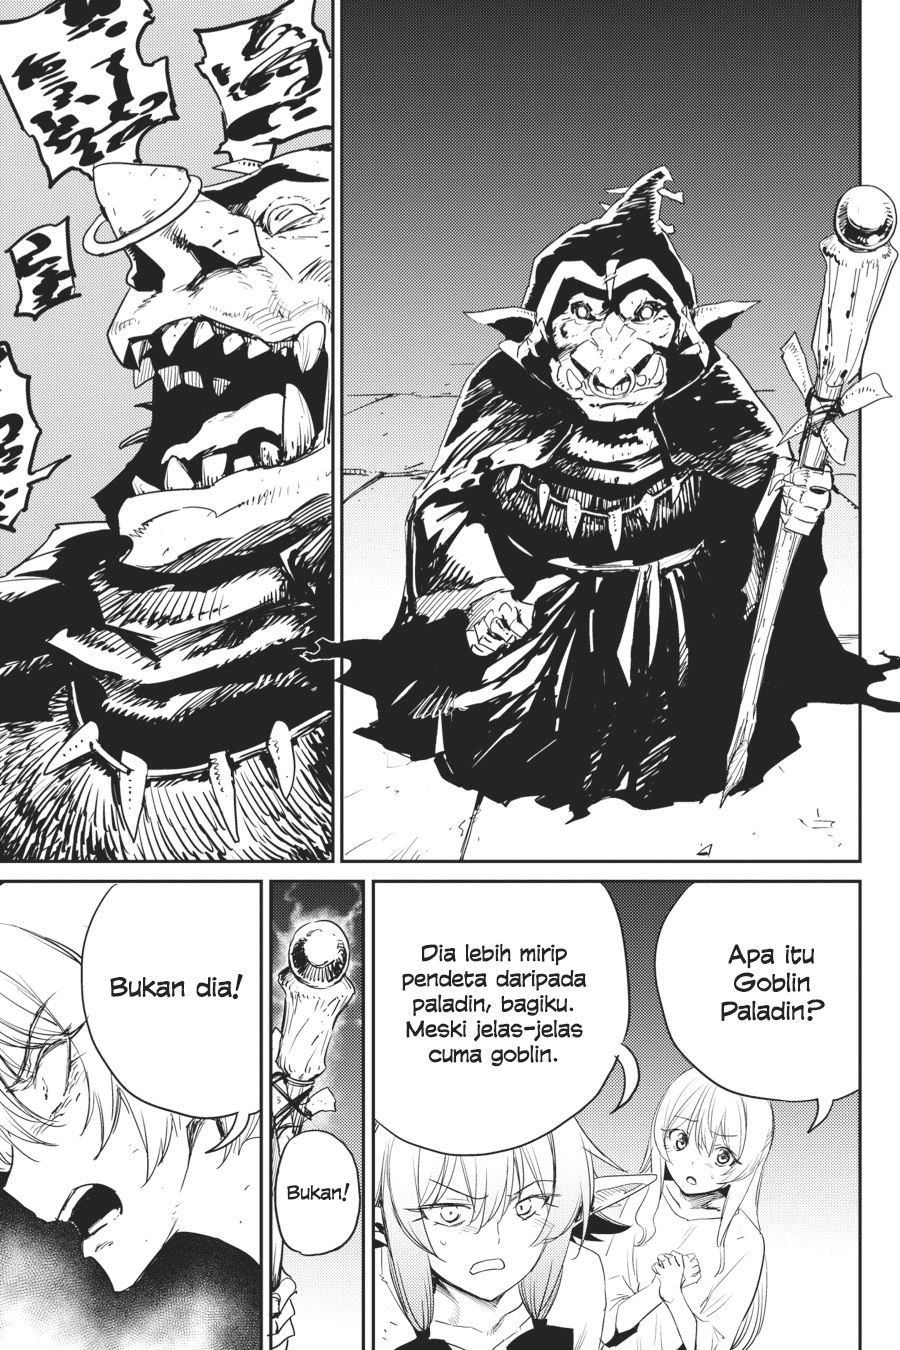 Apa itu
Goblin
Paladin?
Dia lebih mirip
pendeta daripada
paladin, bagiku.
Meski jelas-jelas
cuma goblin.
Bukan!
Bukan dia!